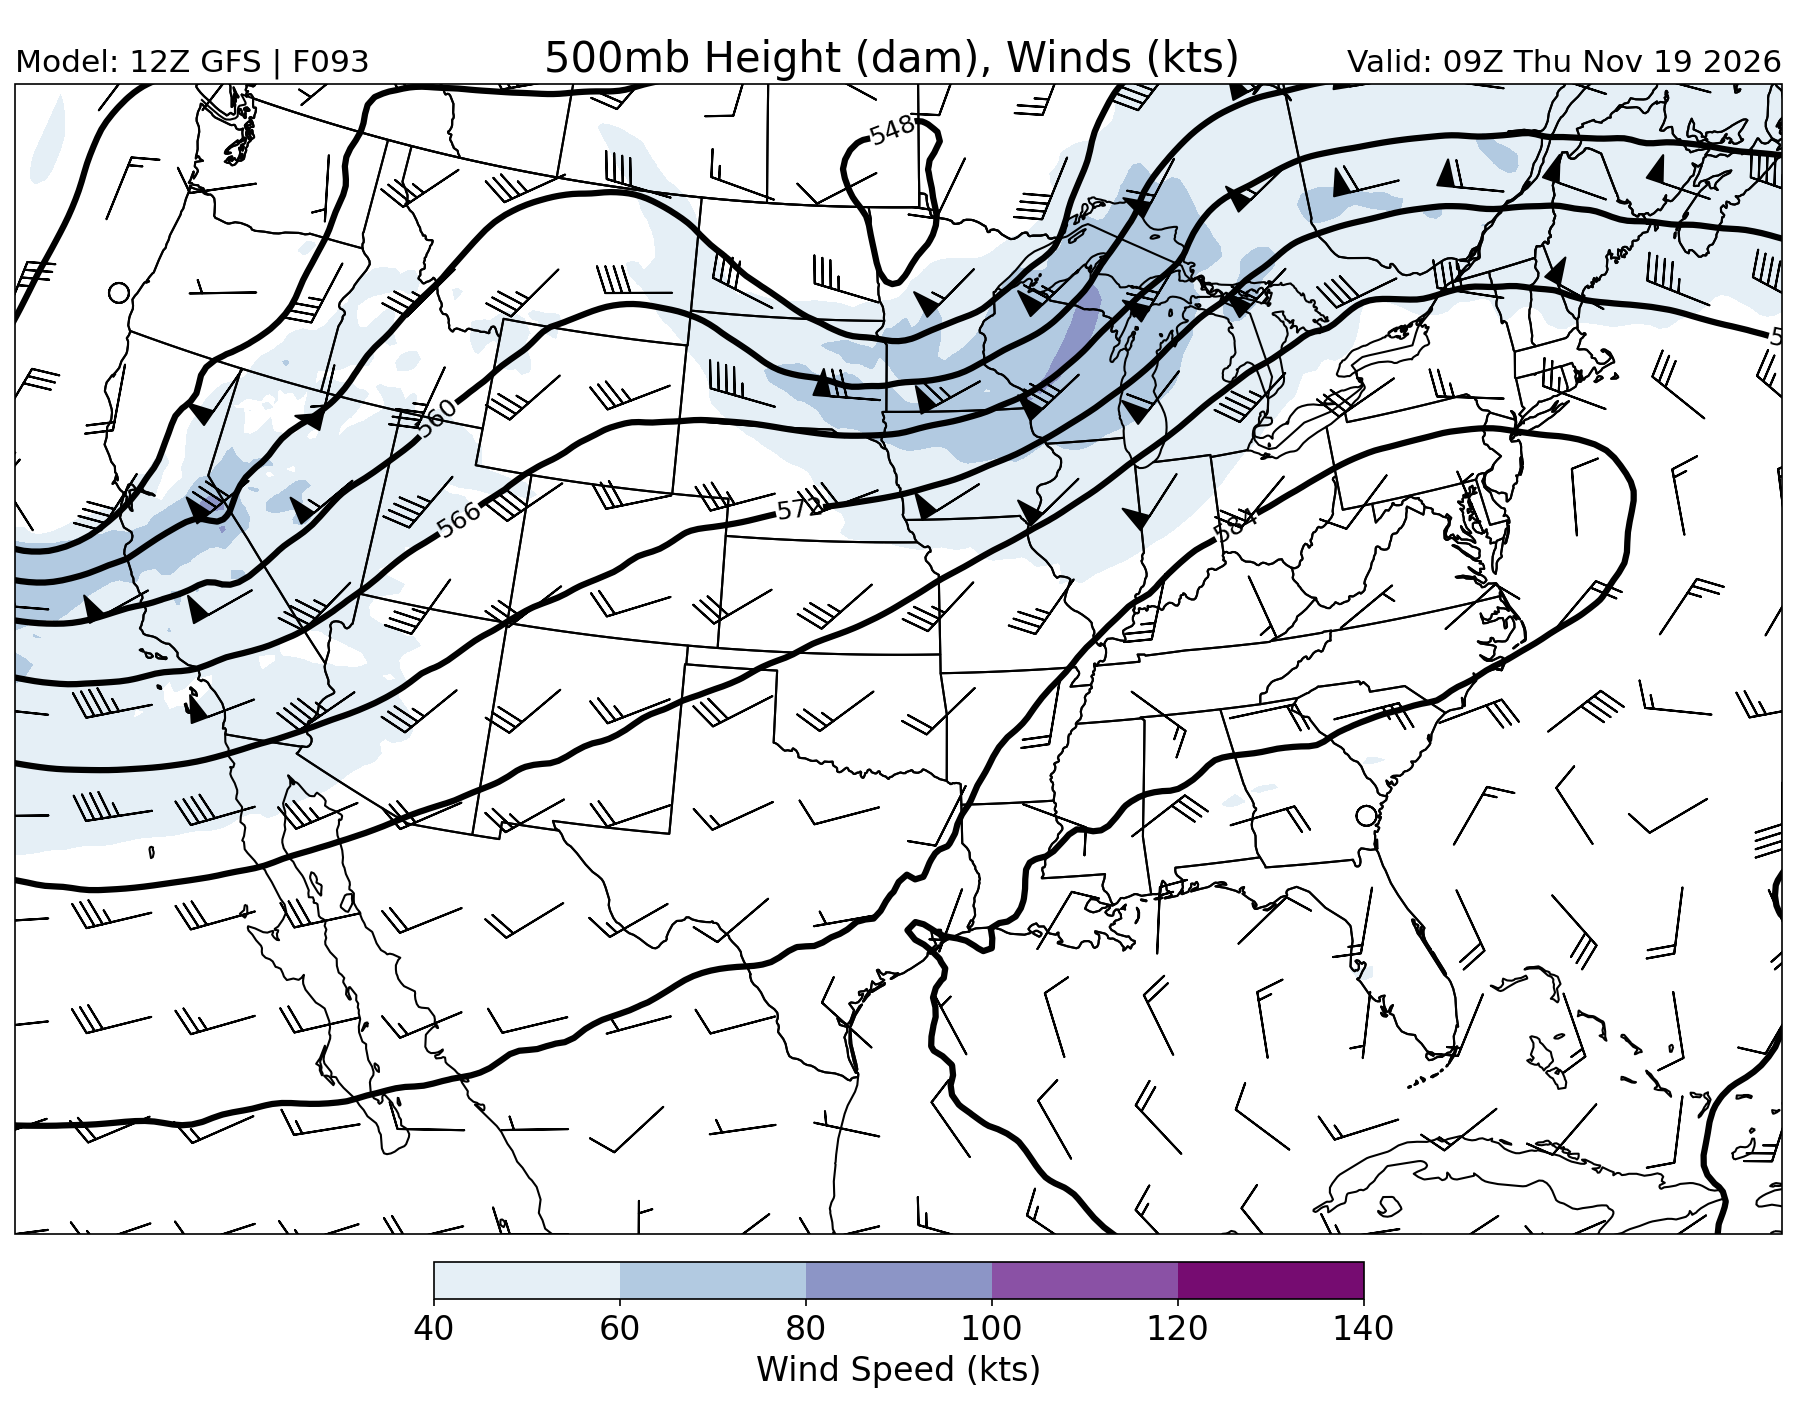 Model: 12Z GFS | F093
500mb Height (dam), Winds (kts)
Valid: 09Z Thu Nov 19 2026
548
560
566
572
584
40 60 80 100 120 140
Wind Speed (kts)